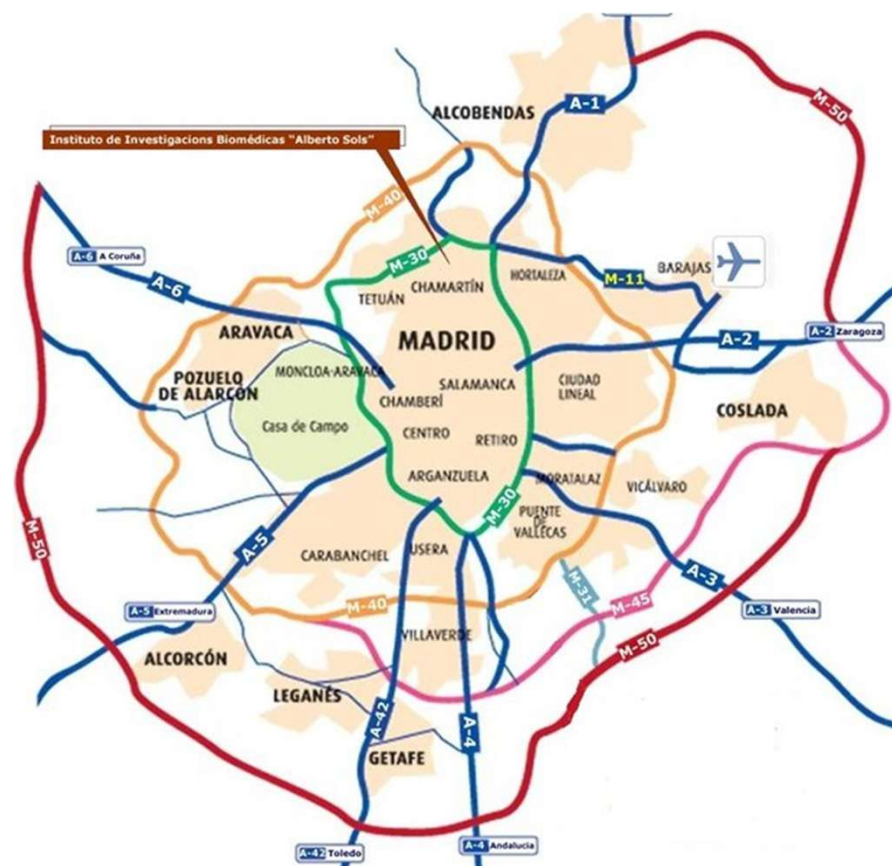 A-1
M-50
ALCOBENDAS
Instituto de Investigacions Biomédicas "Alberto Sols"
M-40
A-6 A Coruña
M-30
HORTALEZA
BARAJAS
M-11
A-6
CHAMARTÍN
TETUÁN
ARAVACA
MADRID
A-2
A-2 Zaragoza
MONCLOA-ARAVACA
POZUELO
DE ALARCÓN
SALAMANCA
CIUDAD
LINEAL
CHAMBERÍ
COSLADA
Casa de Campo
CENTRO
RETIRO
ARGANZUELA
MORATALAZ
VICÁLVARO
M-30
PUENTE
DE
VALLECAS
M-50
A-5
CARABANCHEL
USERA
A-3
M-31
M-40
M-45
A-5 Extremadura
A-3 Valencia
VILLAVERDE
M-50
ALCORCÓN
LEGANÉS
A-42
A-4
GETAFE
A-42 Toledo
A-4 Andalucia